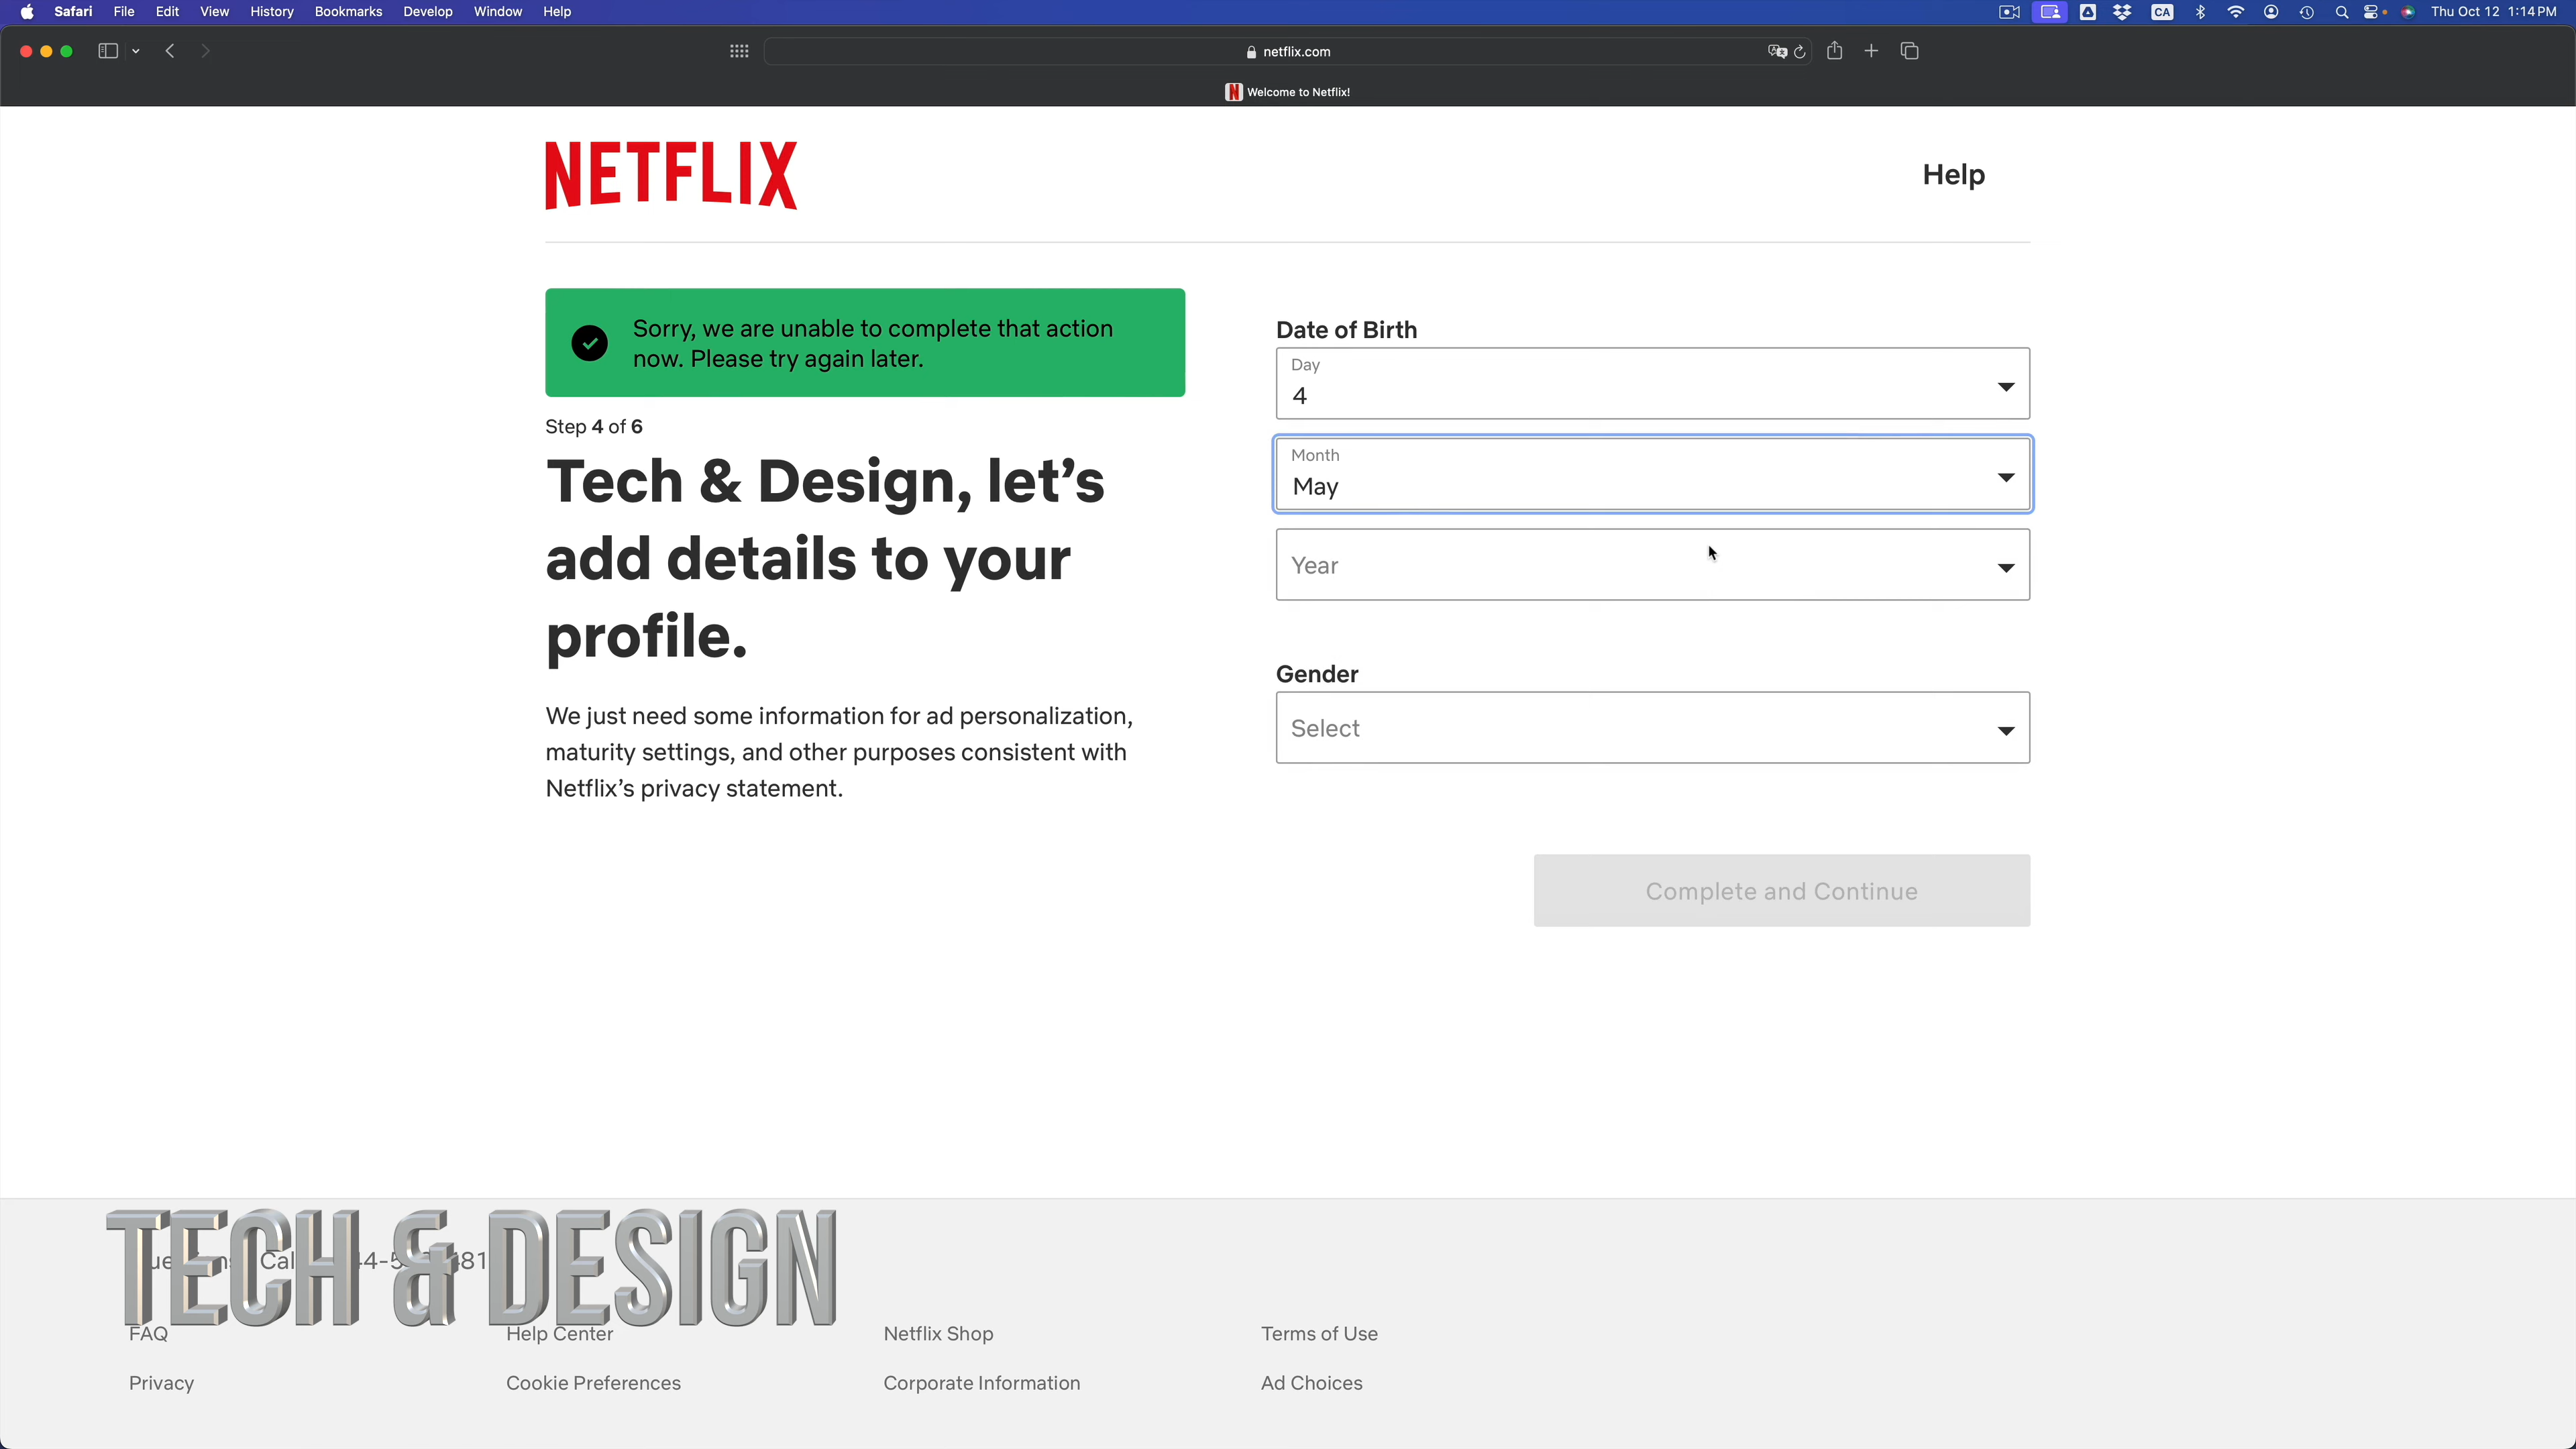 Safari File Edit View History Bookmarks Develop Window Help CA Thu Oct 12 1:14 PM
netflix.com
Welcome to Netflix!
NETFLIX
Help
Sorry, we are unable to complete that action
now. Please try again later.
Step 4 of 6
Tech & Design, let’s
add details to your
profile.
We just need some information for ad personalization,
maturity settings, and other purposes consistent with
Netflix’s privacy statement.
Date of Birth
Day
4
Month
May
Year
Gender
Select
Complete and Continue
TECH & DESIGN
FAQ Help Center Netflix Shop Terms of Use
Privacy Cookie Preferences Corporate Information Ad Choices